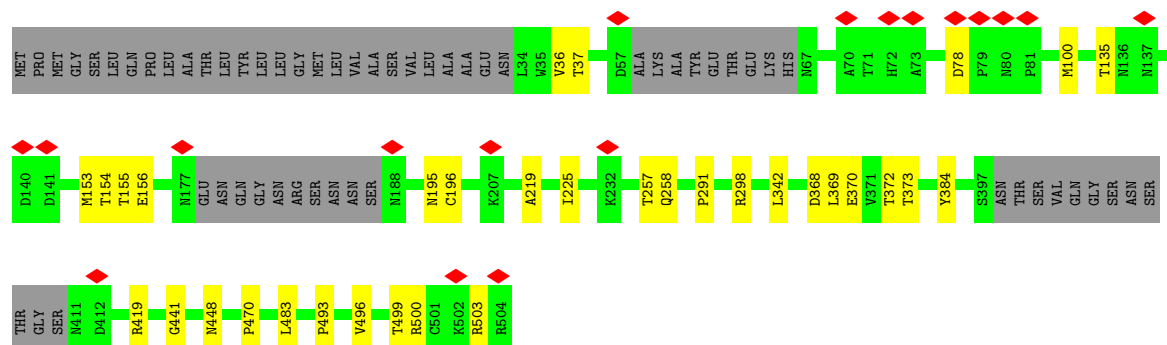 MET PRO MET GLY SER LEU GLN PRO LEU ALA THR LEU TYR LEU LEU GLY MET LEU VAL ALA SER VAL LEU ALA ALA GLU ASN L34 W35 V36 T37 D57 ALA LYS ALA TYR GLU THR GLU LYS HIS N67 A70 T71 H72 A73 D78 P79 N80 P81 M100 T135 N136 N137
D140 D141 M153 T154 T155 E156 N177 GLU ASN GLN GLY ASN ARG SER ASN ASN SER N188 N195 C196 K207 A219 I225 K232 T257 Q258 P291 R298 L342 D368 L369 E370 V371 T372 T373 Y384 S397 ASN THR SER VAL GLN GLY SER ASN SER
THR GLY SER N411 D412 R419 G441 N448 P470 L483 P493 V496 T499 R500 C501 K502 R503 R504